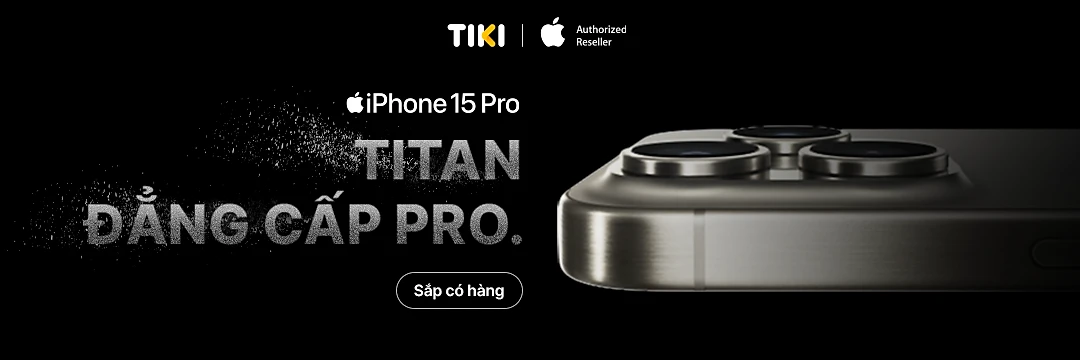 TIKI
Authorized
Reseller
iPhone 15 Pro
TITAN
ĐẲNG CẤP PRO.
Sắp có hàng